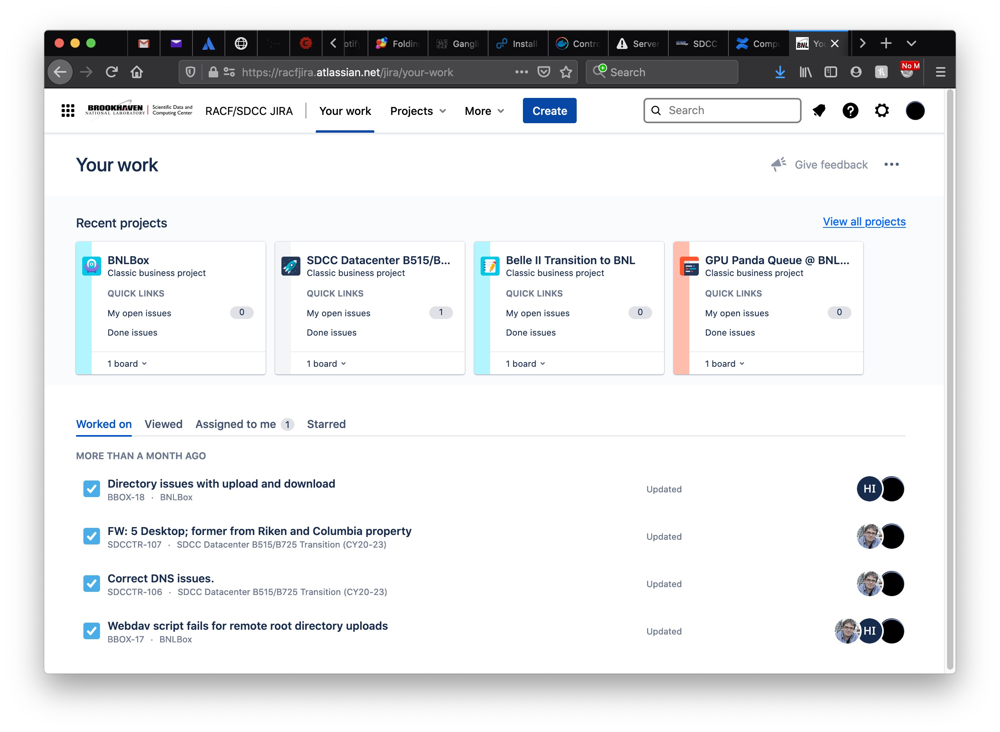 otify
Folding
Gangli
Install
Contro
Server
SDCC
Compu
BNL You
https://racfjira.atlassian.net/jira/your-work
Search
No M
BROOKHAVEN
NATIONAL LABORATORY
Scientific Data and
Computing Center
RACF/SDCC JIRA
Your work
Projects
More
Create
Search
Your work
Give feedback
Recent projects
View all projects
BNLBox
Classic business project
QUICK LINKS
My open issues 0
Done issues
1 board
SDCC Datacenter B515/B...
Classic business project
QUICK LINKS
My open issues 1
Done issues
1 board
Belle II Transition to BNL
Classic business project
QUICK LINKS
My open issues 0
Done issues
1 board
GPU Panda Queue @ BNL...
Classic business project
QUICK LINKS
My open issues 0
Done issues
1 board
Worked on Viewed Assigned to me 1 Starred
MORE THAN A MONTH AGO
Directory issues with upload and download
BBOX-18 · BNLBox
Updated
HI
FW: 5 Desktop; former from Riken and Columbia property
SDCCTR-107 · SDCC Datacenter B515/B725 Transition (CY20-23)
Updated
Correct DNS issues.
SDCCTR-106 · SDCC Datacenter B515/B725 Transition (CY20-23)
Updated
Webdav script fails for remote root directory uploads
BBOX-17 · BNLBox
Updated
HI